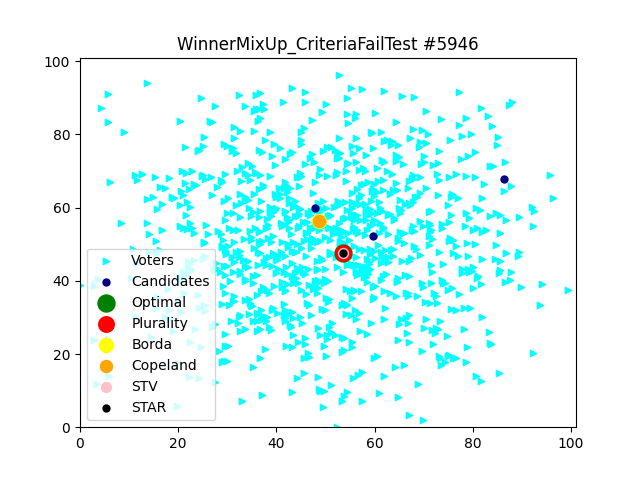 WinnerMixUp_CriteriaFailTest #5946
100
80
60
40
20
0
Voters
Candidates
Optimal
Plurality
Borda
Copeland
STV
STAR
0 20 40 60 80 100